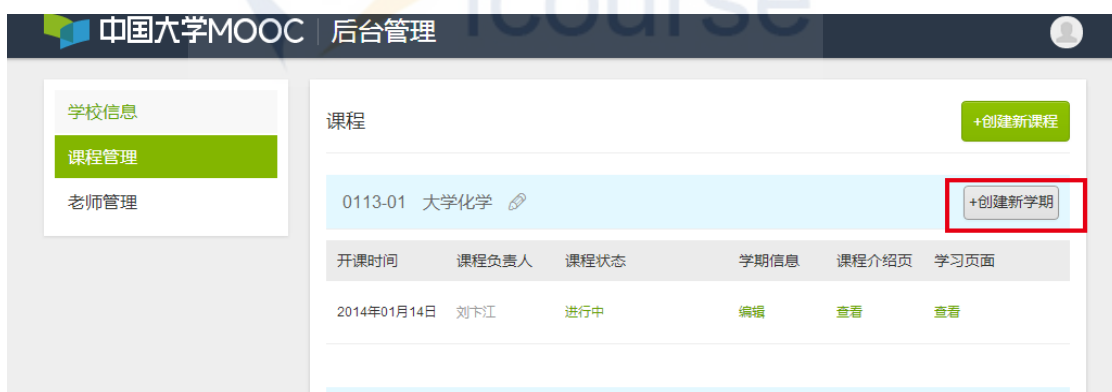 icourse
中国大学MOOC 后台管理
学校信息
课程管理
老师管理
课程
+创建新课程
0113-01 大学化学
+创建新学期
开课时间 课程负责人 课程状态 学期信息 课程介绍页 学习页面
2014年01月14日 刘卞江 进行中 编辑 查看 查看